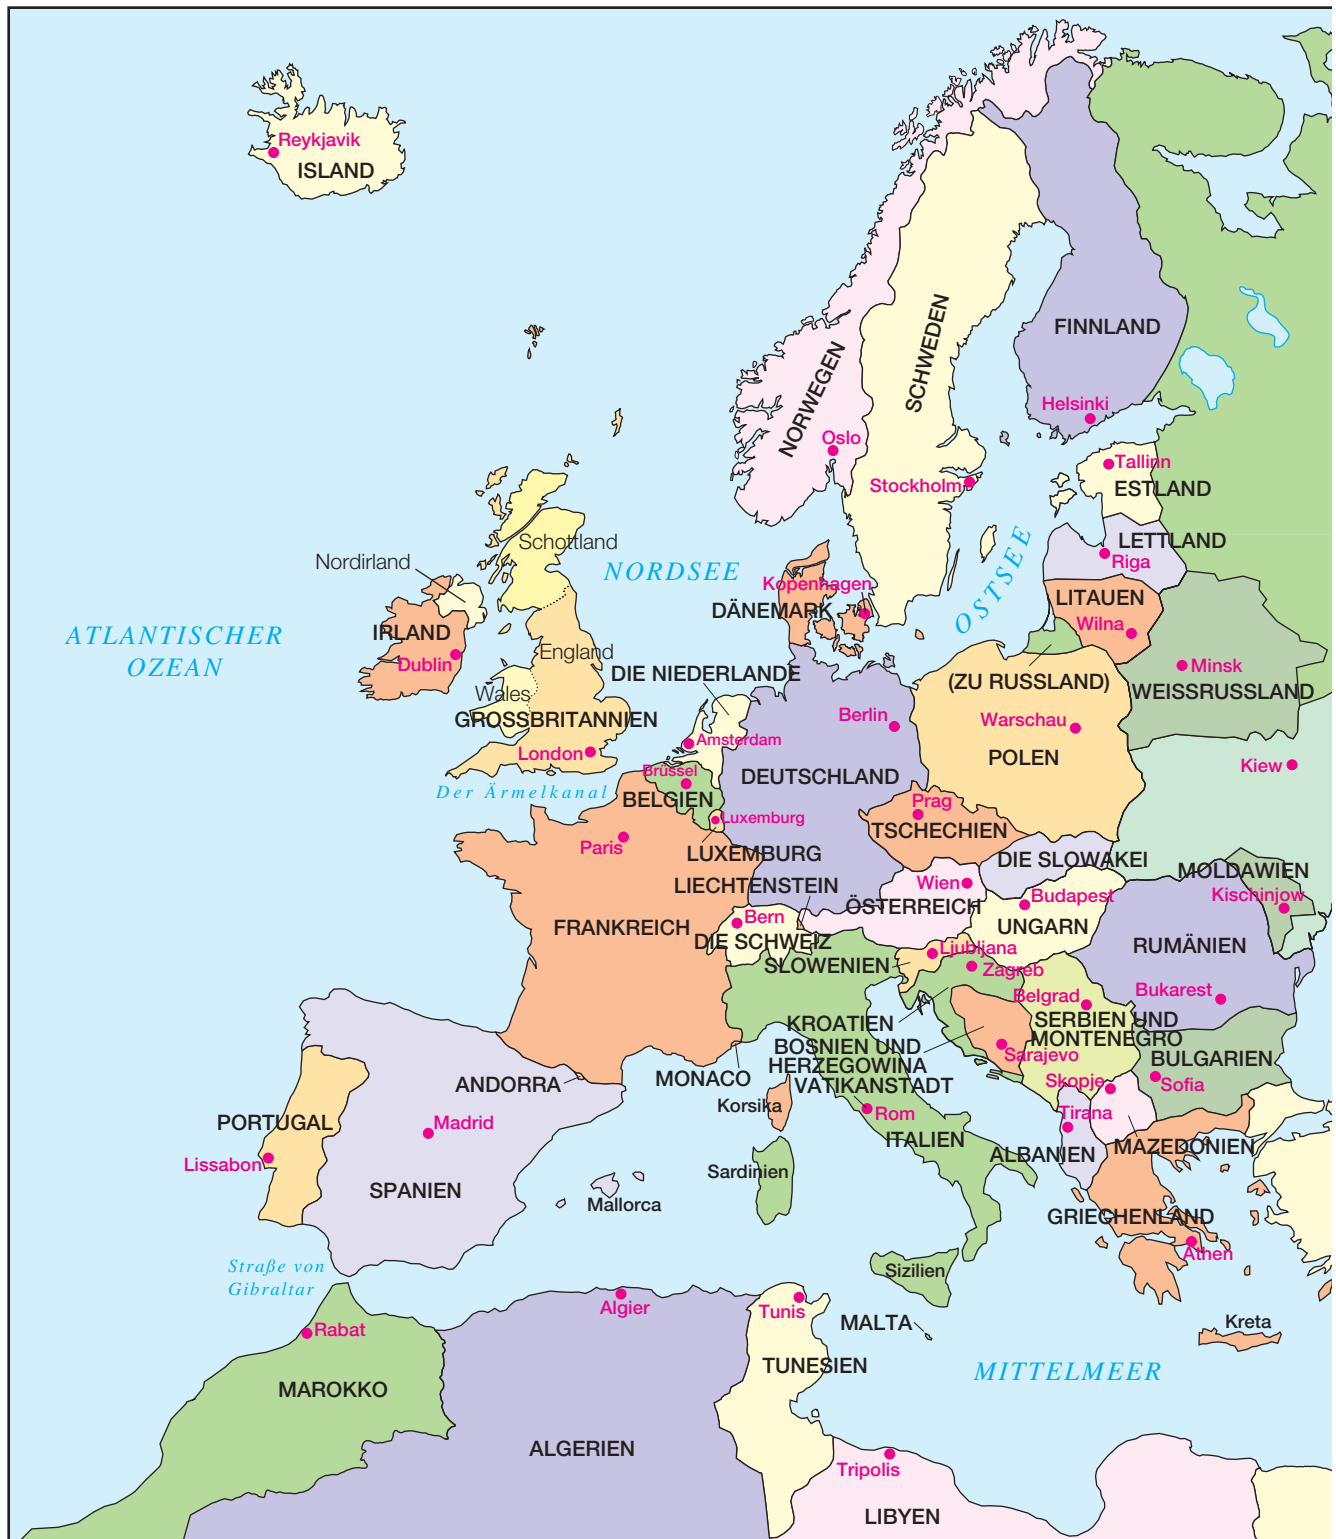 Reykjavik
ISLAND
FINNLAND
SCHWEDEN
NORWEGEN
Helsinki
Oslo
Tallinn
Stockholm
ESTLAND
LETTLAND
Riga
Schottland
Nordirland
NORDSEE
OSTSEE
Kopenhagen
DÄNEMARK
LITAUEN
Wilna
ATLANTISCHER
OZEAN
IRLAND
Dublin
England
DIE NIEDERLANDE
(ZU RUSSLAND)
Minsk
WEISSRUSSLAND
Wales
GROSSBRITANNIEN
Berlin
Warschau
London
Amsterdam
POLEN
Kiew
Brüssel
DEUTSCHLAND
Der Ärmelkanal
BELGIEN
Prag
Luxemburg
TSCHECHIEN
Paris
LUXEMBURG
DIE SLOWAKEI
MOLDAWIEN
LIECHTENSTEIN
Wien
Kischinjow
ÖSTERREICH
Budapest
Bern
FRANKREICH
UNGARN
DIE SCHWEIZ
RUMÄNIEN
Ljubljana
SLOWENIEN
Zagreb
Belgrad
Bukarest
KROATIEN
SERBIEN UND
MONTENEGRO
BOSNIEN UND
HERZEGOWINA
Sarajevo
BULGARIEN
MONACO
ANDORRA
VATIKANSTADT
Skopje
Sofia
Korsika
Rom
Tirana
PORTUGAL
Madrid
ITALIEN
ALBANIEN
MAZEDONIEN
Lissabon
Sardinien
SPANIEN
Mallorca
GRIECHENLAND
Athen
Straße von
Gibraltar
Sizilien
Algier
Tunis
Rabat
MALTA
Kreta
TUNESIEN
MITTELMEER
MAROKKO
ALGERIEN
Tripolis
LIBYEN